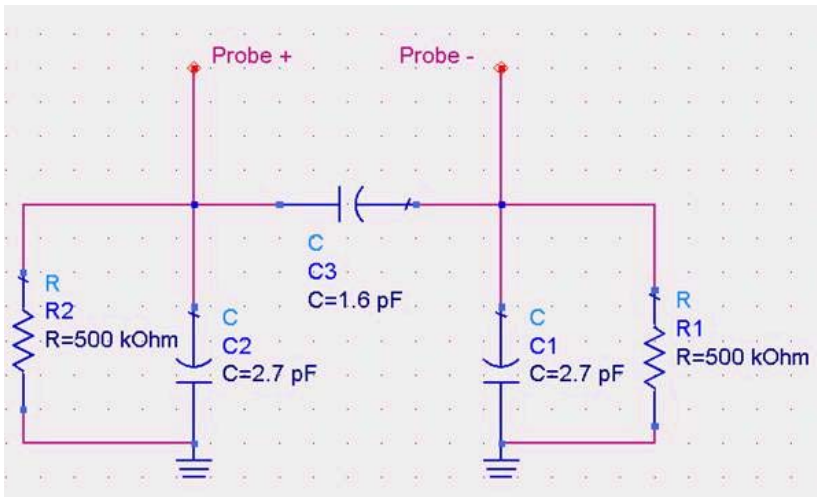 Probe +
Probe -
C
C3
C=1.6 pF
R
R2
R=500 kOhm
C
C2
C=2.7 pF
C
C1
C=2.7 pF
R
R1
R=500 kOhm